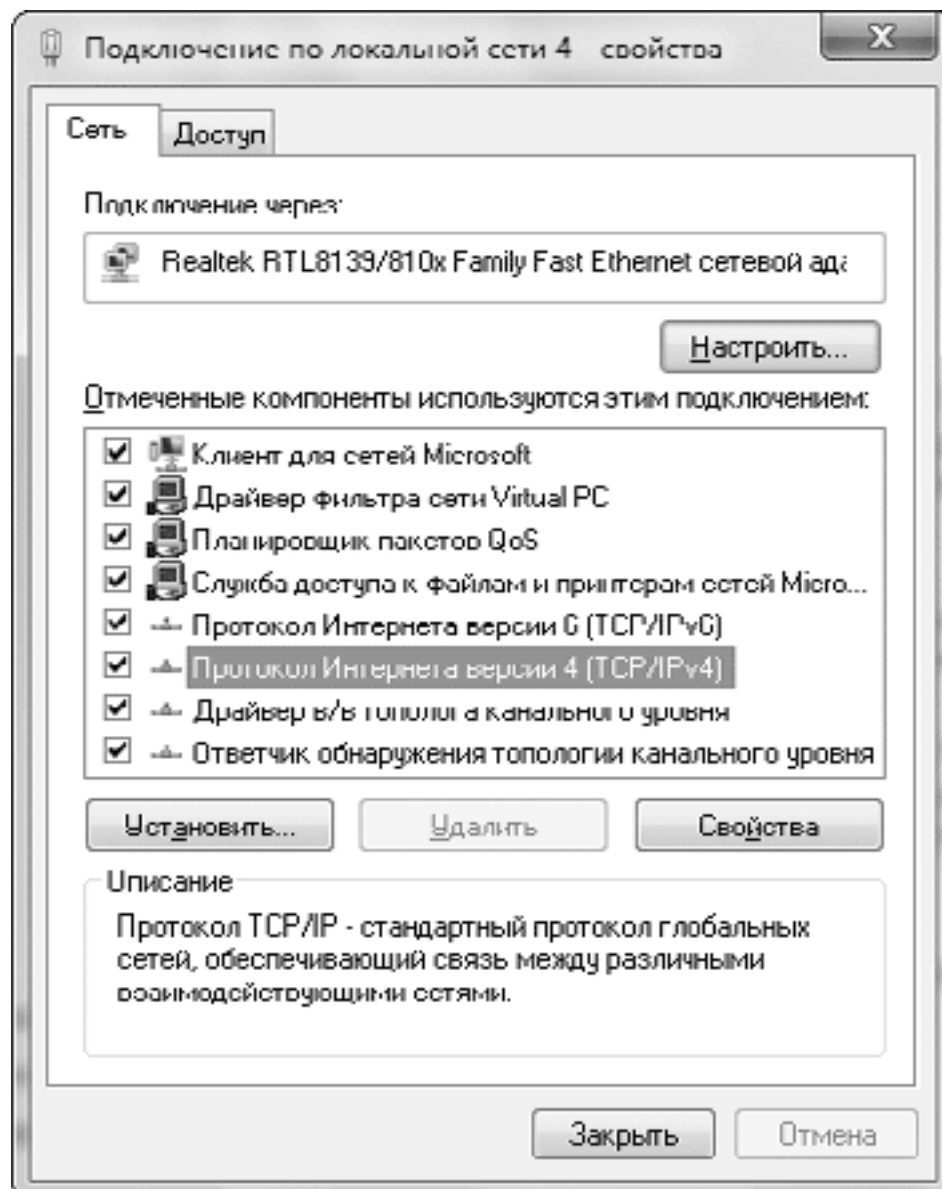 Подключение по локальной сети 4 свойства
Сеть
Доступ
Подключение через:
Realtek RTL8139/810x Family Fast Ethernet сетевой ада
Настроить...
Отмеченные компоненты используются этим подключением:
Клиент для сетей Microsoft
Драйвер фильтра сети Virtual PC
Планировщик пакетов QoS
Служба доступа к файлам и принтерам сетей Micro...
Протокол Интернета версии 6 (TCP/IPv6)
Протокол Интернета версии 4 (TCP/IPv4)
Драйвер в/в тополога канального уровня
Ответчик обнаружения топологии канального уровня
Установить...
Удалить
Свойства
Описание
Протокол TCP/IP - стандартный протокол глобальных
сетей, обеспечивающий связь между различными
взаимодействующими сетями.
Закрыть
Отмена